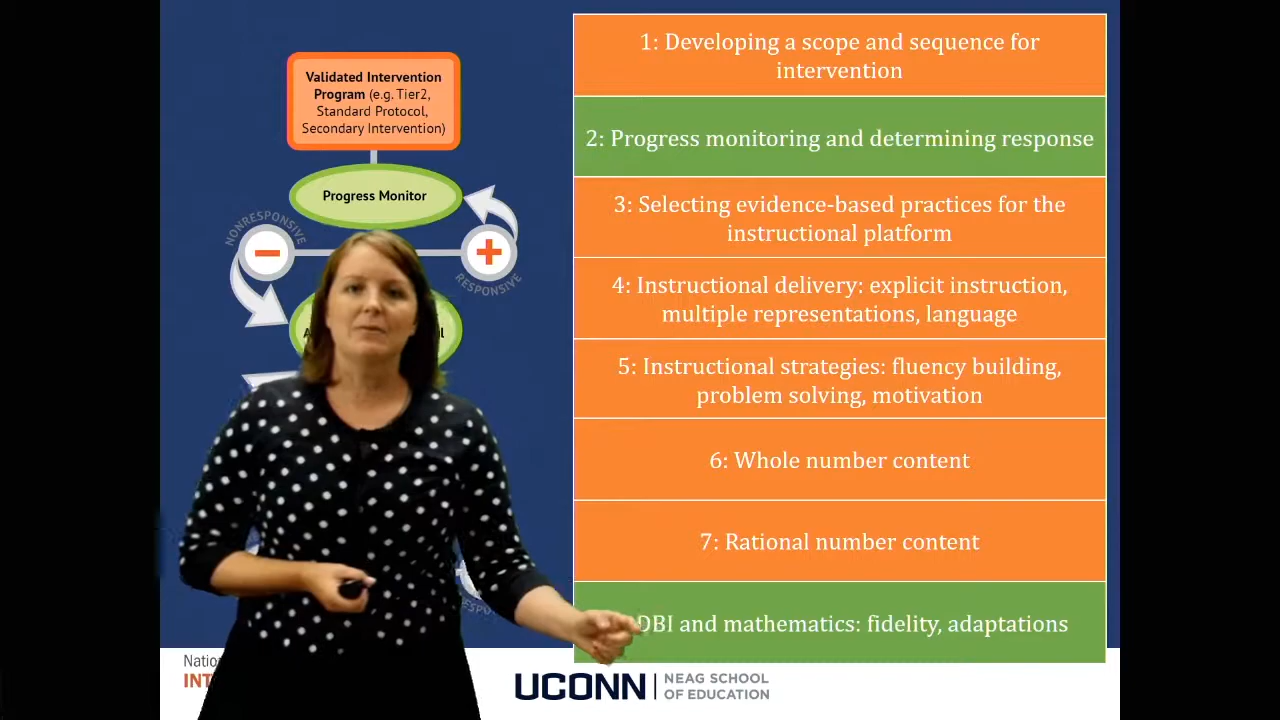 Validated Intervention
Program (e.g. Tier2,
Standard Protocol,
Secondary Intervention)
Progress Monitor
NONRESPONSIVE
RESPONSIVE
1: Developing a scope and sequence for
intervention
2: Progress monitoring and determining response
3: Selecting evidence-based practices for the
instructional platform
4: Instructional delivery: explicit instruction,
multiple representations, language
5: Instructional strategies: fluency building,
problem solving, motivation
6: Whole number content
7: Rational number content
DBI and mathematics: fidelity, adaptations
UCONN
NEAG SCHOOL
OF EDUCATION